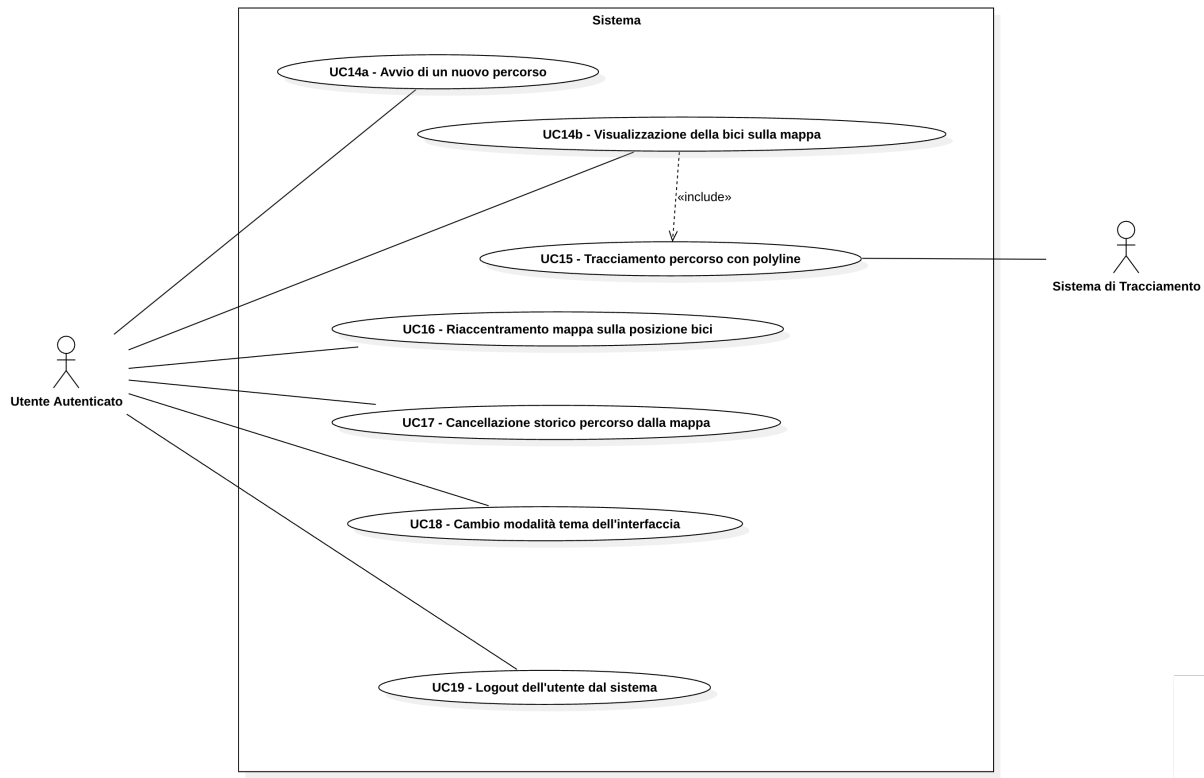 Sistema
UC14a - Avvio di un nuovo percorso
UC14b - Visualizzazione della bici sulla mappa
«include»
UC15 - Tracciamento percorso con polyline
Sistema di Tracciamento
UC16 - Riaccentramento mappa sulla posizione bici
Utente Autenticato
UC17 - Cancellazione storico percorso dalla mappa
UC18 - Cambio modalità tema dell'interfaccia
UC19 - Logout dell'utente dal sistema